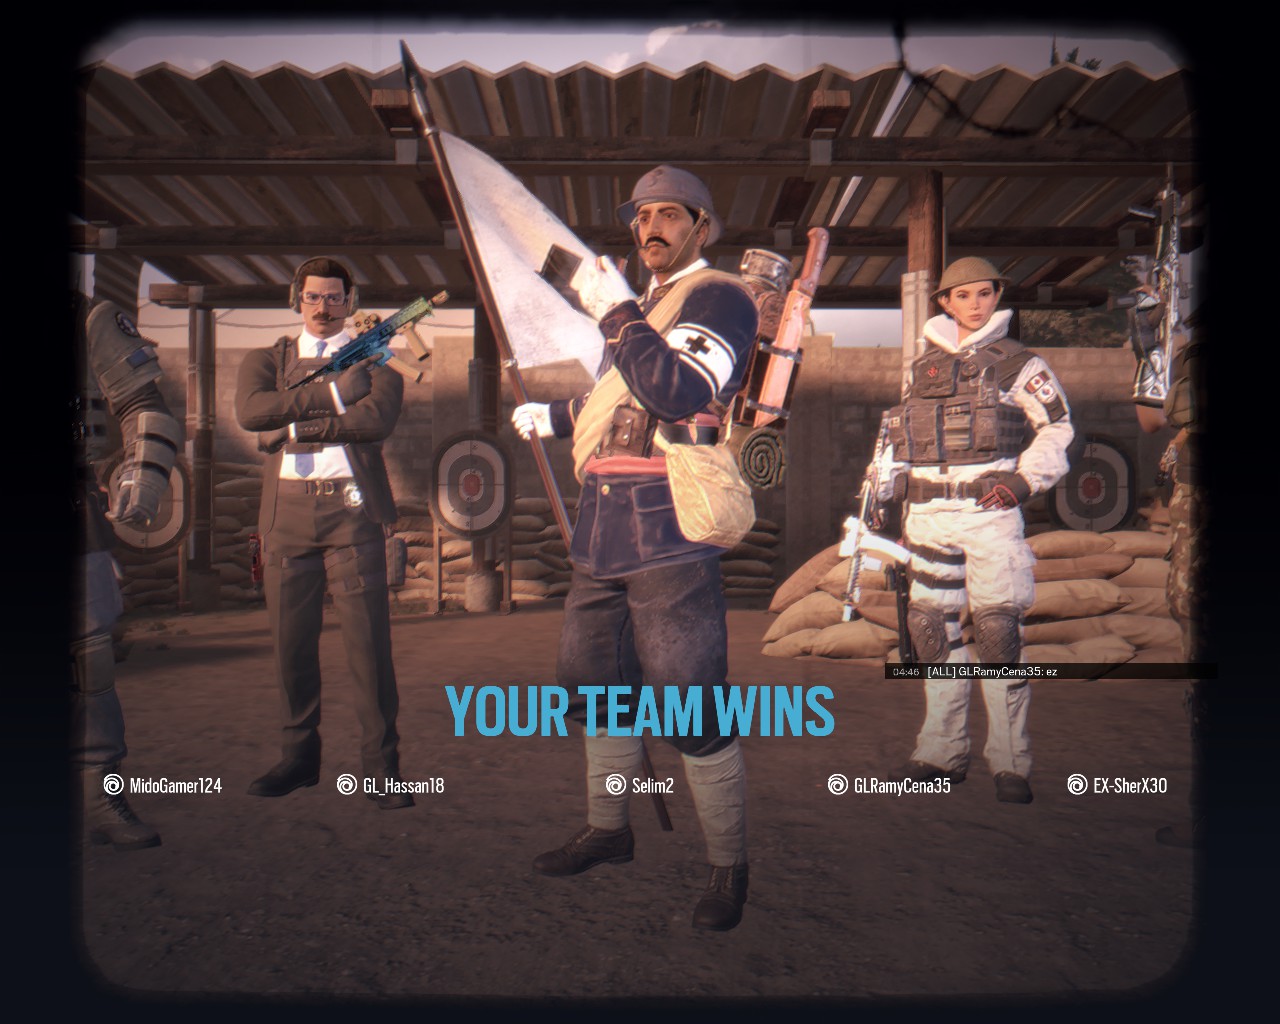 04:46 [ALL] GLRamyCena35: ez
YOUR TEAM WINS
MidoGamer124
GL_Hassan18
Selim2
GLRamyCena35
EX-SherX30